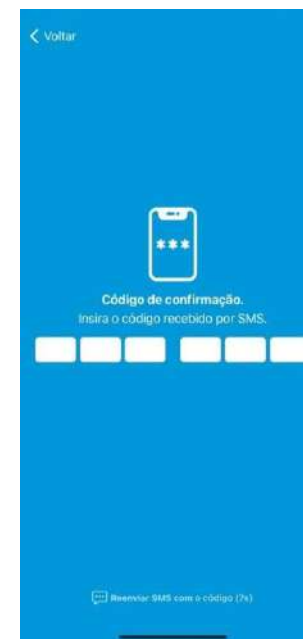 Voltar
***
Código de confirmação.
Insira o código recebido por SMS.
Reenviar SMS com o código (7s)